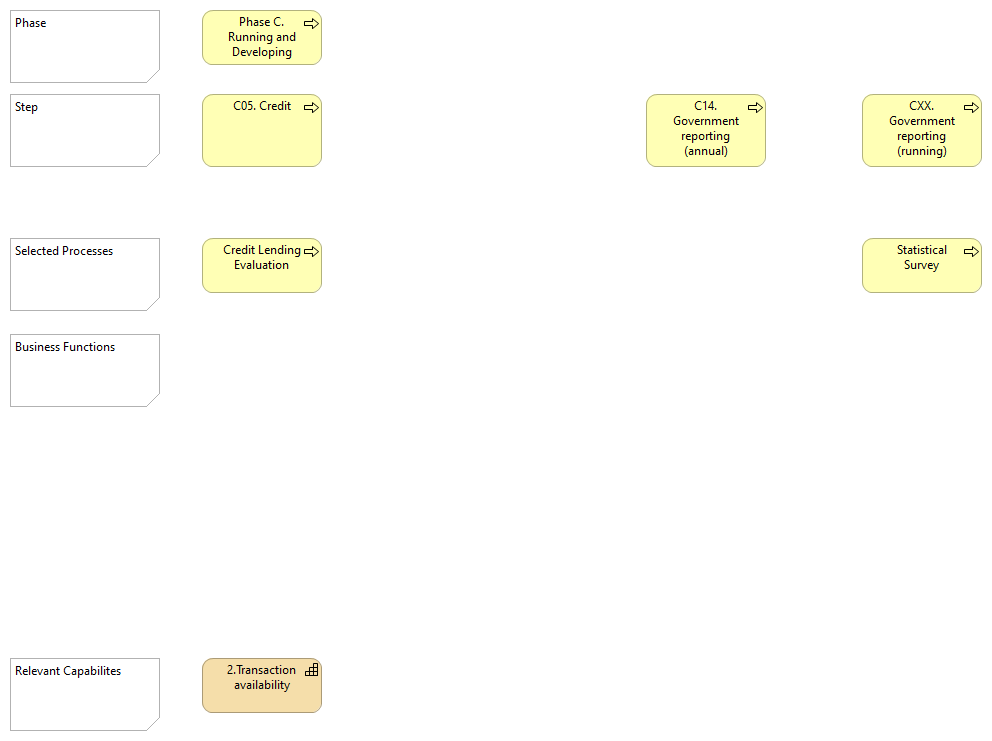 Phase
Phase C.
Running and
Developing
Step
C05. Credit
C14.
Government
reporting
(annual)
CXX.
Government
reporting
(running)
Selected Processes
Credit Lending
Evaluation
Statistical
Survey
Business Functions
Relevant Capabilites
2.Transaction
availability